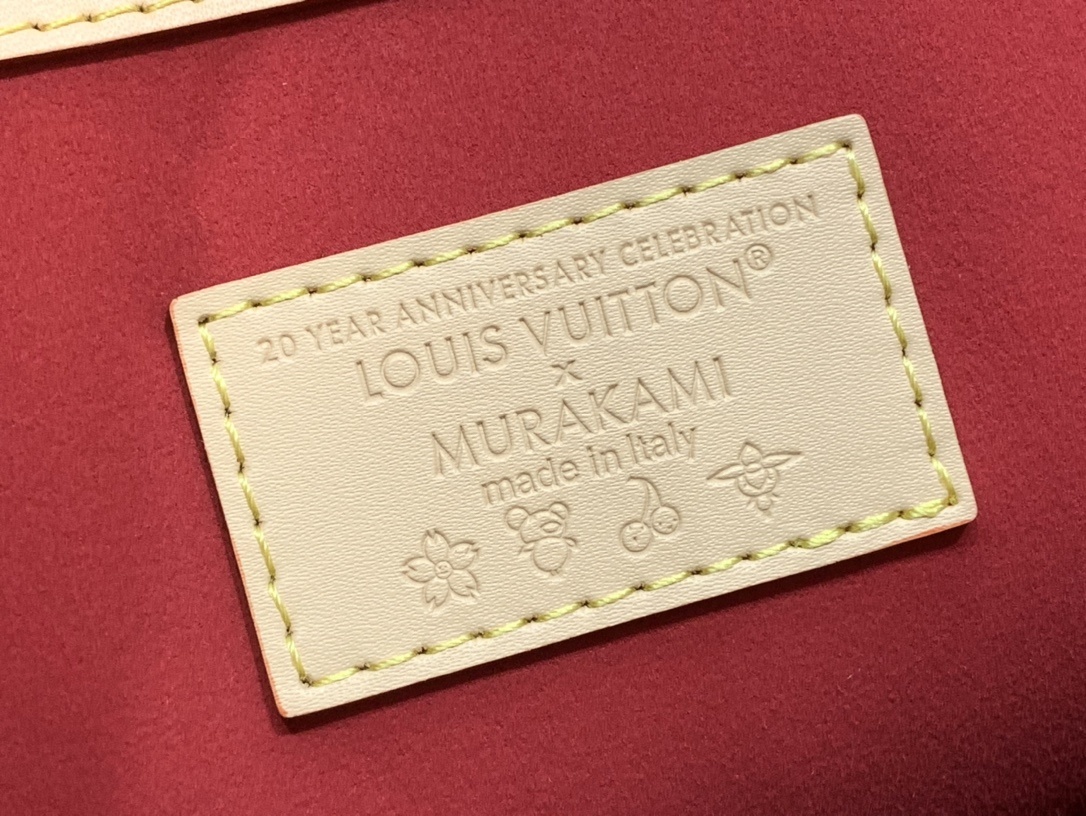 20 YEAR ANNIVERSARY CELEBRATION
LOUIS VUITTON®
x
MURAKAMI
made in Italy